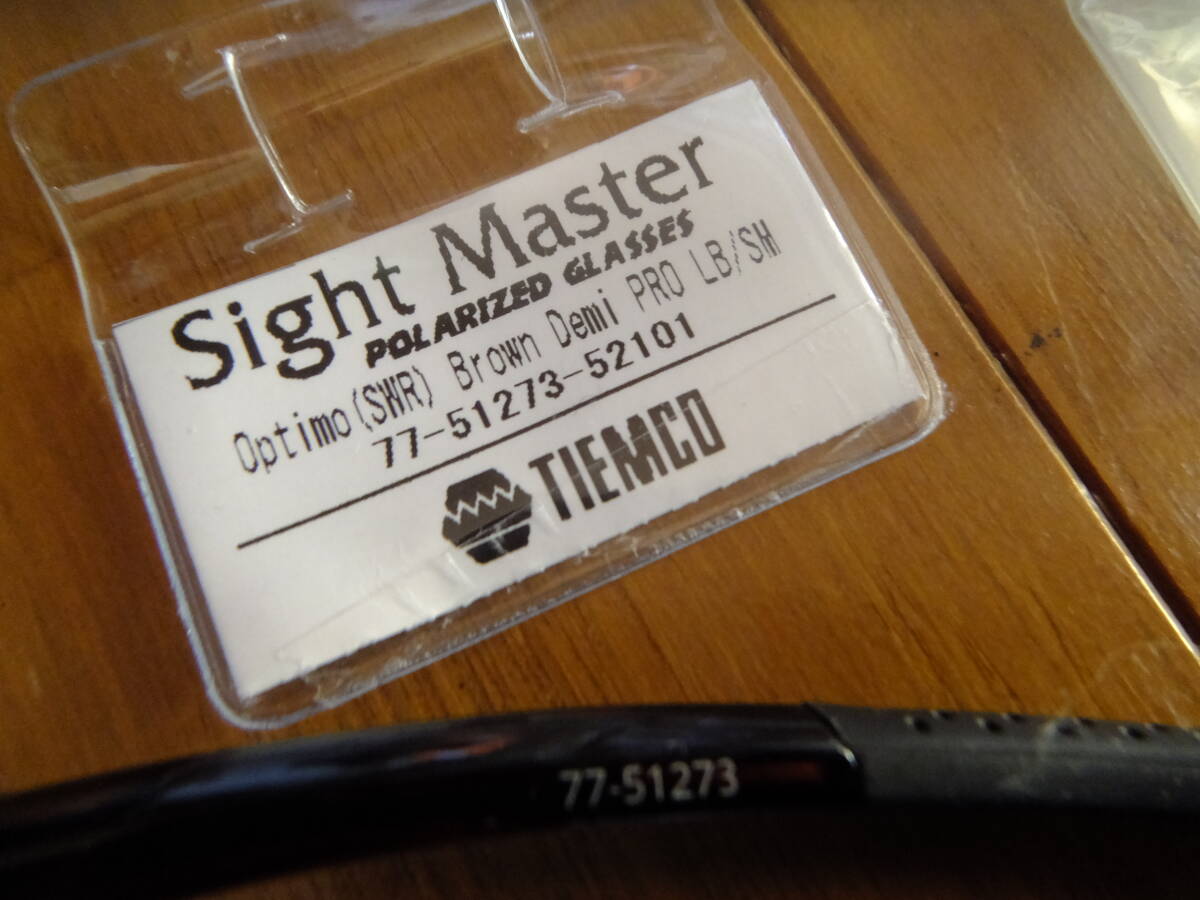 Sight Master
POLARIZED GLASSES
Optimo(SWR) Brown Demi PRO LB/SM
77-51273-52101
TIEMCO
77-51273